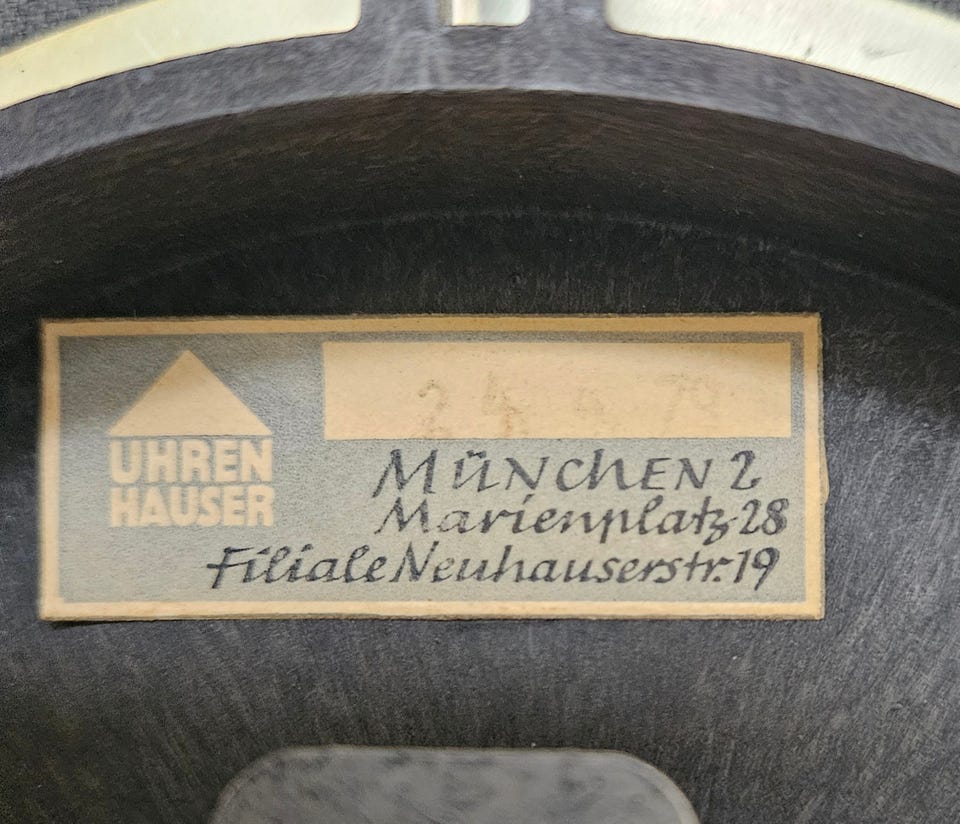 UHREN
HAUSER
MÜNCHEN 2
Marienplatz 28
Filiale Neuhauserstr. 19